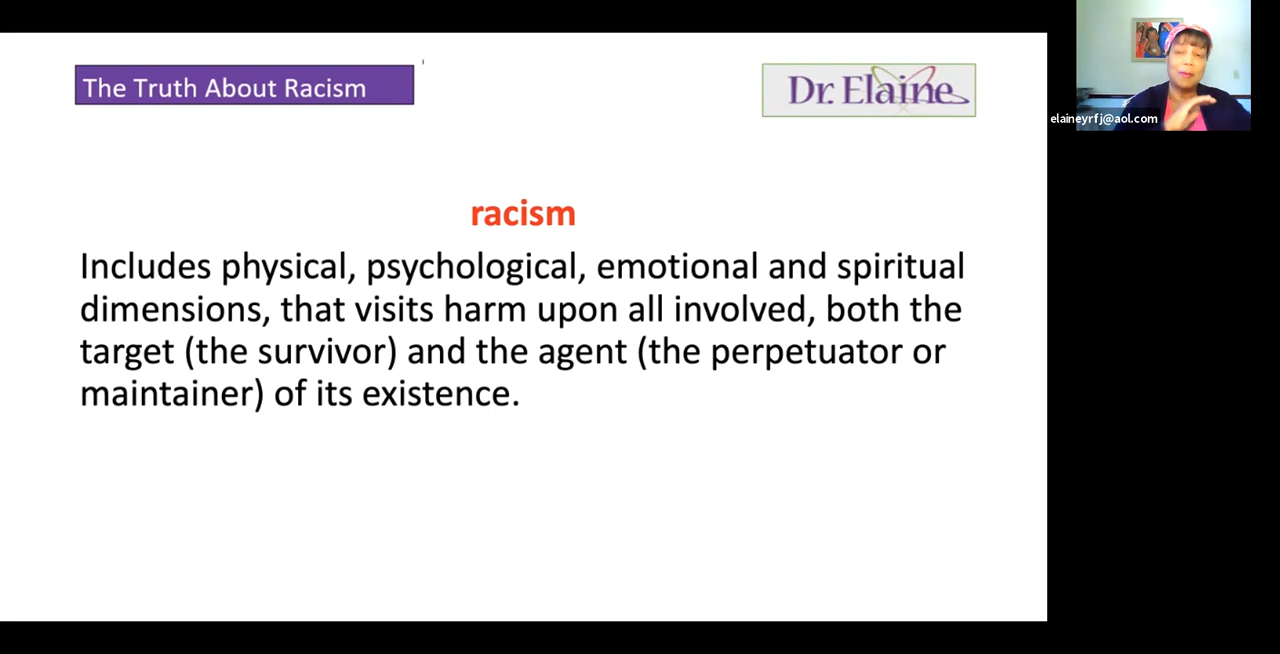 The Truth About Racism
Dr. Elaine
racism
Includes physical, psychological, emotional and spiritual
dimensions, that visits harm upon all involved, both the
target (the survivor) and the agent (the perpetuator or
maintainer) of its existence.
elaineyrfj@aol.com